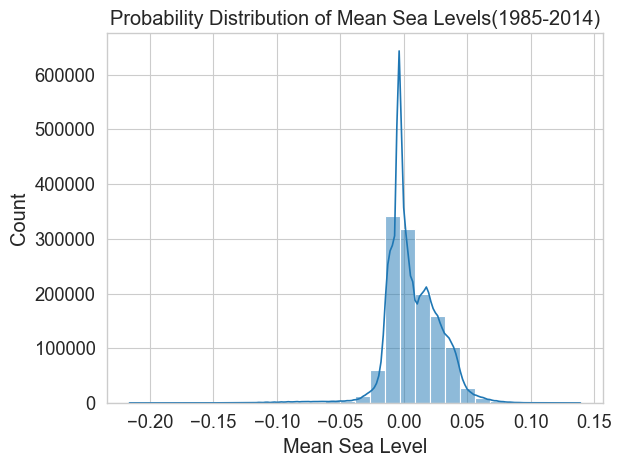 Probability Distribution of Mean Sea Levels(1985-2014)
600000
500000
400000
300000
200000
100000
0
Count
−0.20 −0.15 −0.10 −0.05 0.00 0.05 0.10 0.15
Mean Sea Level